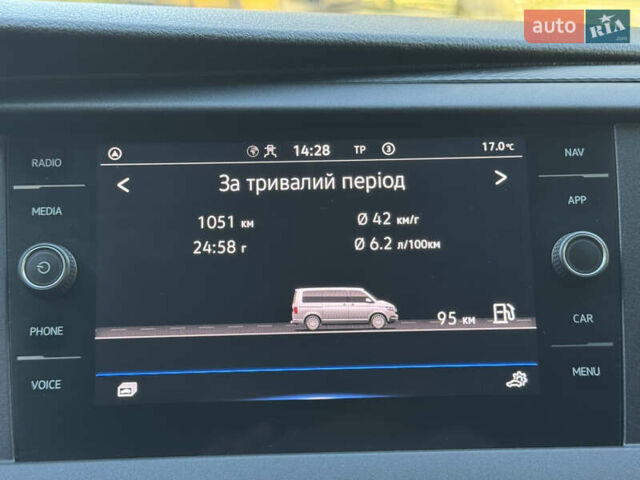 auto RIA.com
RADIO
MEDIA
PHONE
VOICE
14:28 TP 3 17.0°C
< За тривалий період >
1051 км Ø 42 км/г
24:58 г Ø 6.2 л/100км
95 км
NAV
APP
CAR
MENU